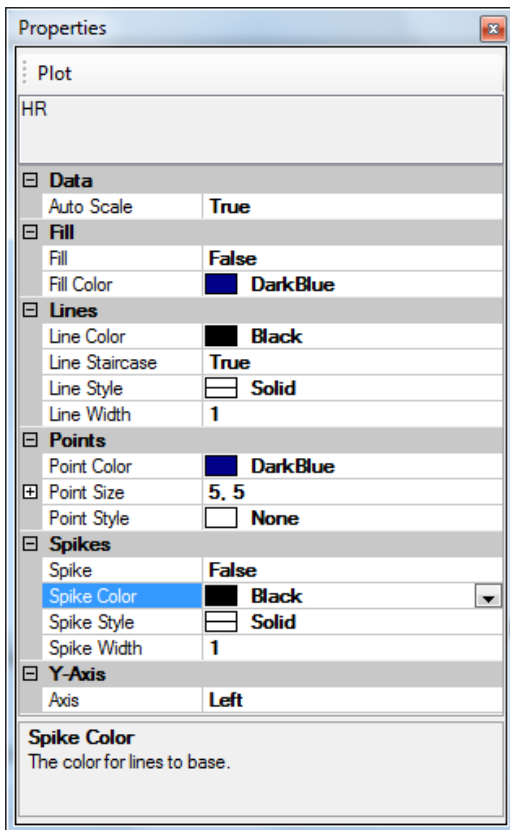 Properties
Plot
HR
Data
Auto Scale True
Fill
Fill False
Fill Color DarkBlue
Lines
Line Color Black
Line Staircase True
Line Style Solid
Line Width 1
Points
Point Color DarkBlue
Point Size 5, 5
Point Style None
Spikes
Spike False
Spike Color Black
Spike Style Solid
Spike Width 1
Y-Axis
Axis Left
Spike Color
The color for lines to base.